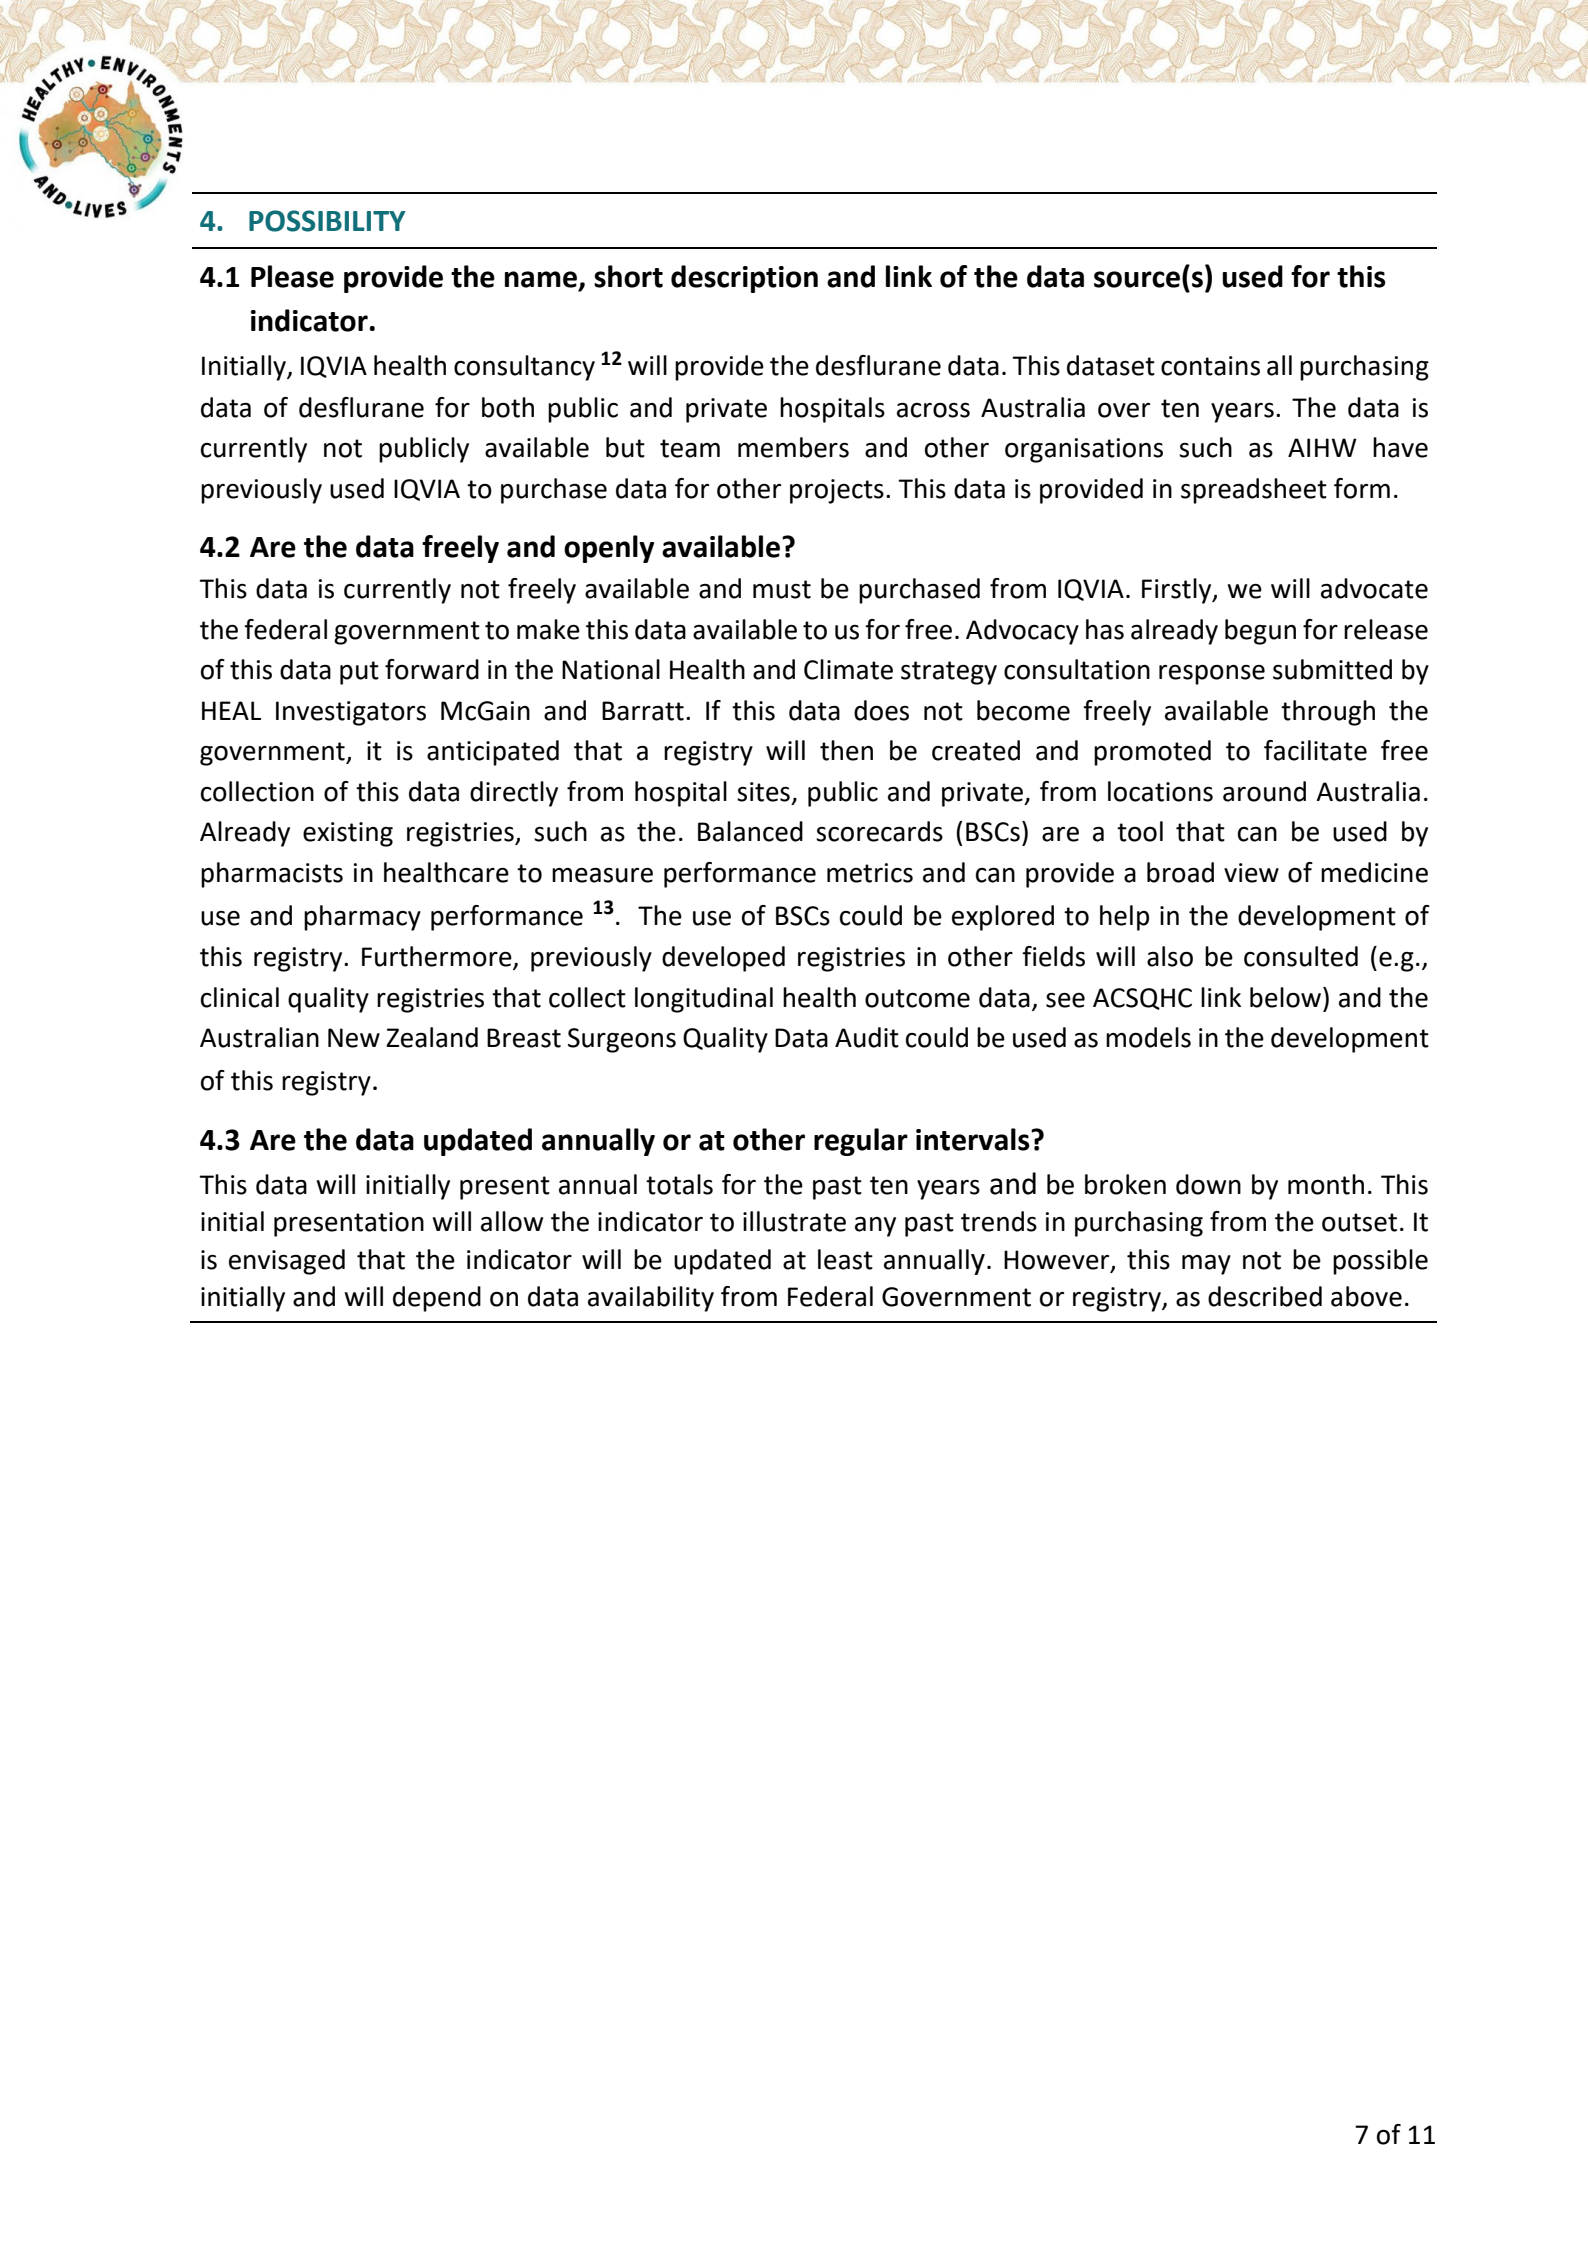 HEALTHY • ENVIRONMENTS
AND • LIVES
4. POSSIBILITY
4.1 Please provide the name, short description and link of the data source(s) used for this
indicator.
Initially, IQVIA health consultancy 12 will provide the desflurane data. This dataset contains all purchasing
data of desflurane for both public and private hospitals across Australia over ten years. The data is
currently not publicly available but team members and other organisations such as AIHW have
previously used IQVIA to purchase data for other projects. This data is provided in spreadsheet form.
4.2 Are the data freely and openly available?
This data is currently not freely available and must be purchased from IQVIA. Firstly, we will advocate
the federal government to make this data available to us for free. Advocacy has already begun for release
of this data put forward in the National Health and Climate strategy consultation response submitted by
HEAL Investigators McGain and Barratt. If this data does not become freely available through the
government, it is anticipated that a registry will then be created and promoted to facilitate free
collection of this data directly from hospital sites, public and private, from locations around Australia.
Already existing registries, such as the. Balanced scorecards (BSCs) are a tool that can be used by
pharmacists in healthcare to measure performance metrics and can provide a broad view of medicine
use and pharmacy performance 13. The use of BSCs could be explored to help in the development of
this registry. Furthermore, previously developed registries in other fields will also be consulted (e.g.,
clinical quality registries that collect longitudinal health outcome data, see ACSQHC link below) and the
Australian New Zealand Breast Surgeons Quality Data Audit could be used as models in the development
of this registry.
4.3 Are the data updated annually or at other regular intervals?
This data will initially present annual totals for the past ten years and be broken down by month. This
initial presentation will allow the indicator to illustrate any past trends in purchasing from the outset. It
is envisaged that the indicator will be updated at least annually. However, this may not be possible
initially and will depend on data availability from Federal Government or registry, as described above.
7 of 11